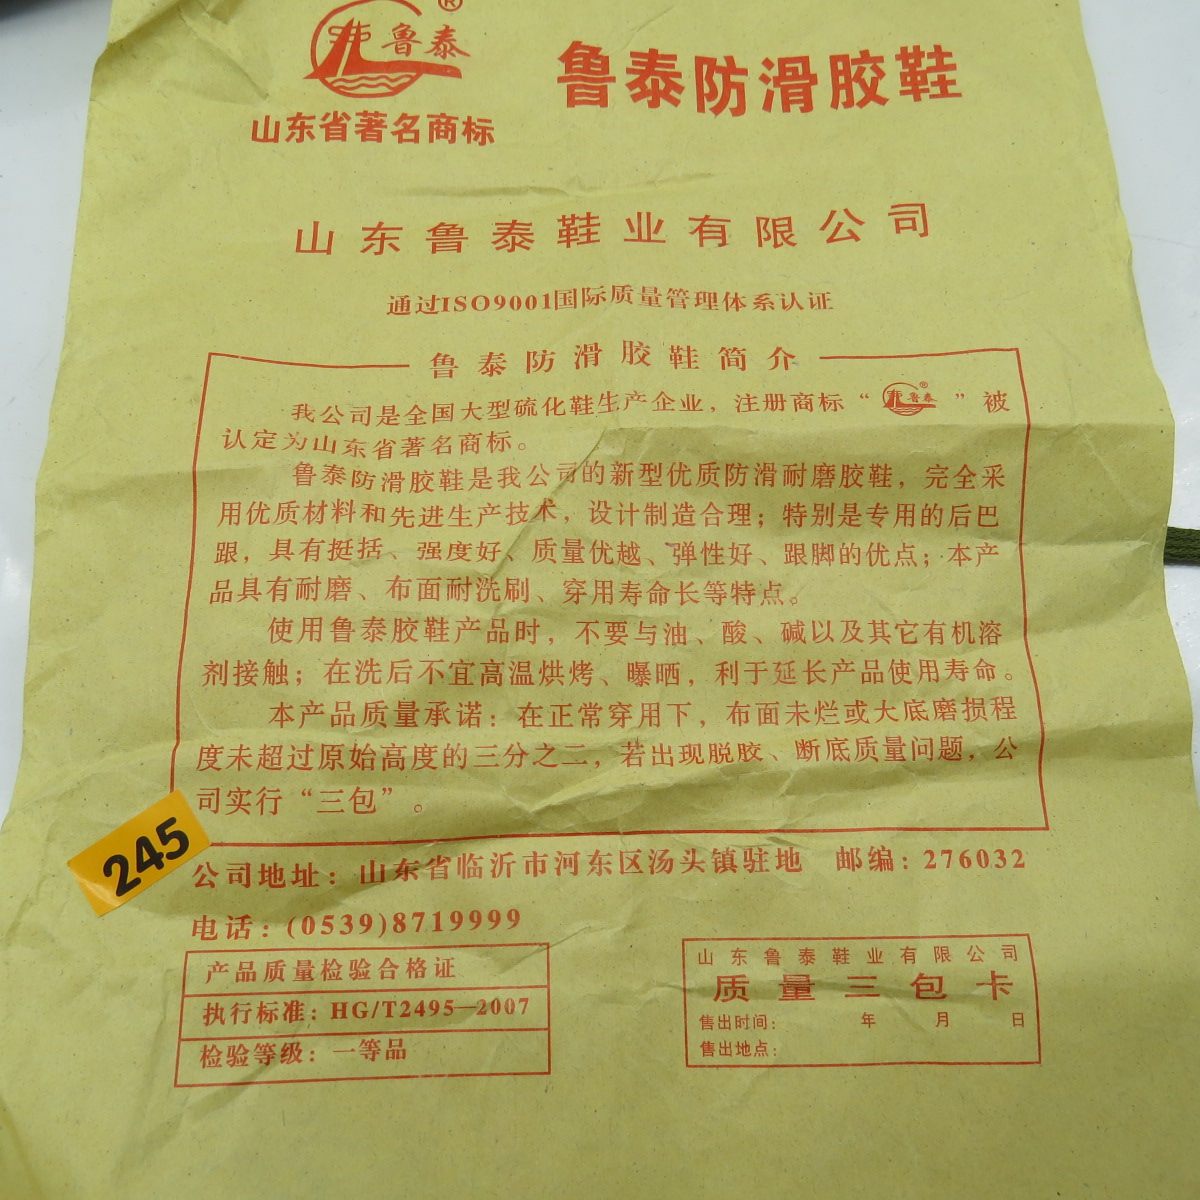 ®
鲁泰
鲁泰防滑胶鞋
山东省著名商标
山东鲁泰鞋业有限公司
通过ISO9001国际质量管理体系认证
鲁泰防滑胶鞋简介
我公司是全国大型硫化鞋生产企业，注册商标“鲁泰®”被
认定为山东省著名商标。
鲁泰防滑胶鞋是我公司的新型优质防滑耐磨胶鞋，完全采
用优质材料和先进生产技术，设计制造合理；特别是专用的后巴
跟，具有挺括、强度好、质量优越、弹性好、跟脚的优点；本产
品具有耐磨、布面耐洗刷、穿用寿命长等特点。
使用鲁泰胶鞋产品时，不要与油、酸、碱以及其它有机溶
剂接触；在洗后不宜高温烘烤、曝晒，利于延长产品使用寿命。
本产品质量承诺：在正常穿用下，布面未烂或大底磨损程
度未超过原始高度的三分之二，若出现脱胶、断底质量问题，公
司实行“三包”。
245
公司地址：山东省临沂市河东区汤头镇驻地 邮编：276032
电话：(0539)8719999
产品质量检验合格证
执行标准：HG/T2495—2007
检验等级：一等品
山东鲁泰鞋业有限公司
质量三包卡
售出时间： 年 月 日
售出地点：